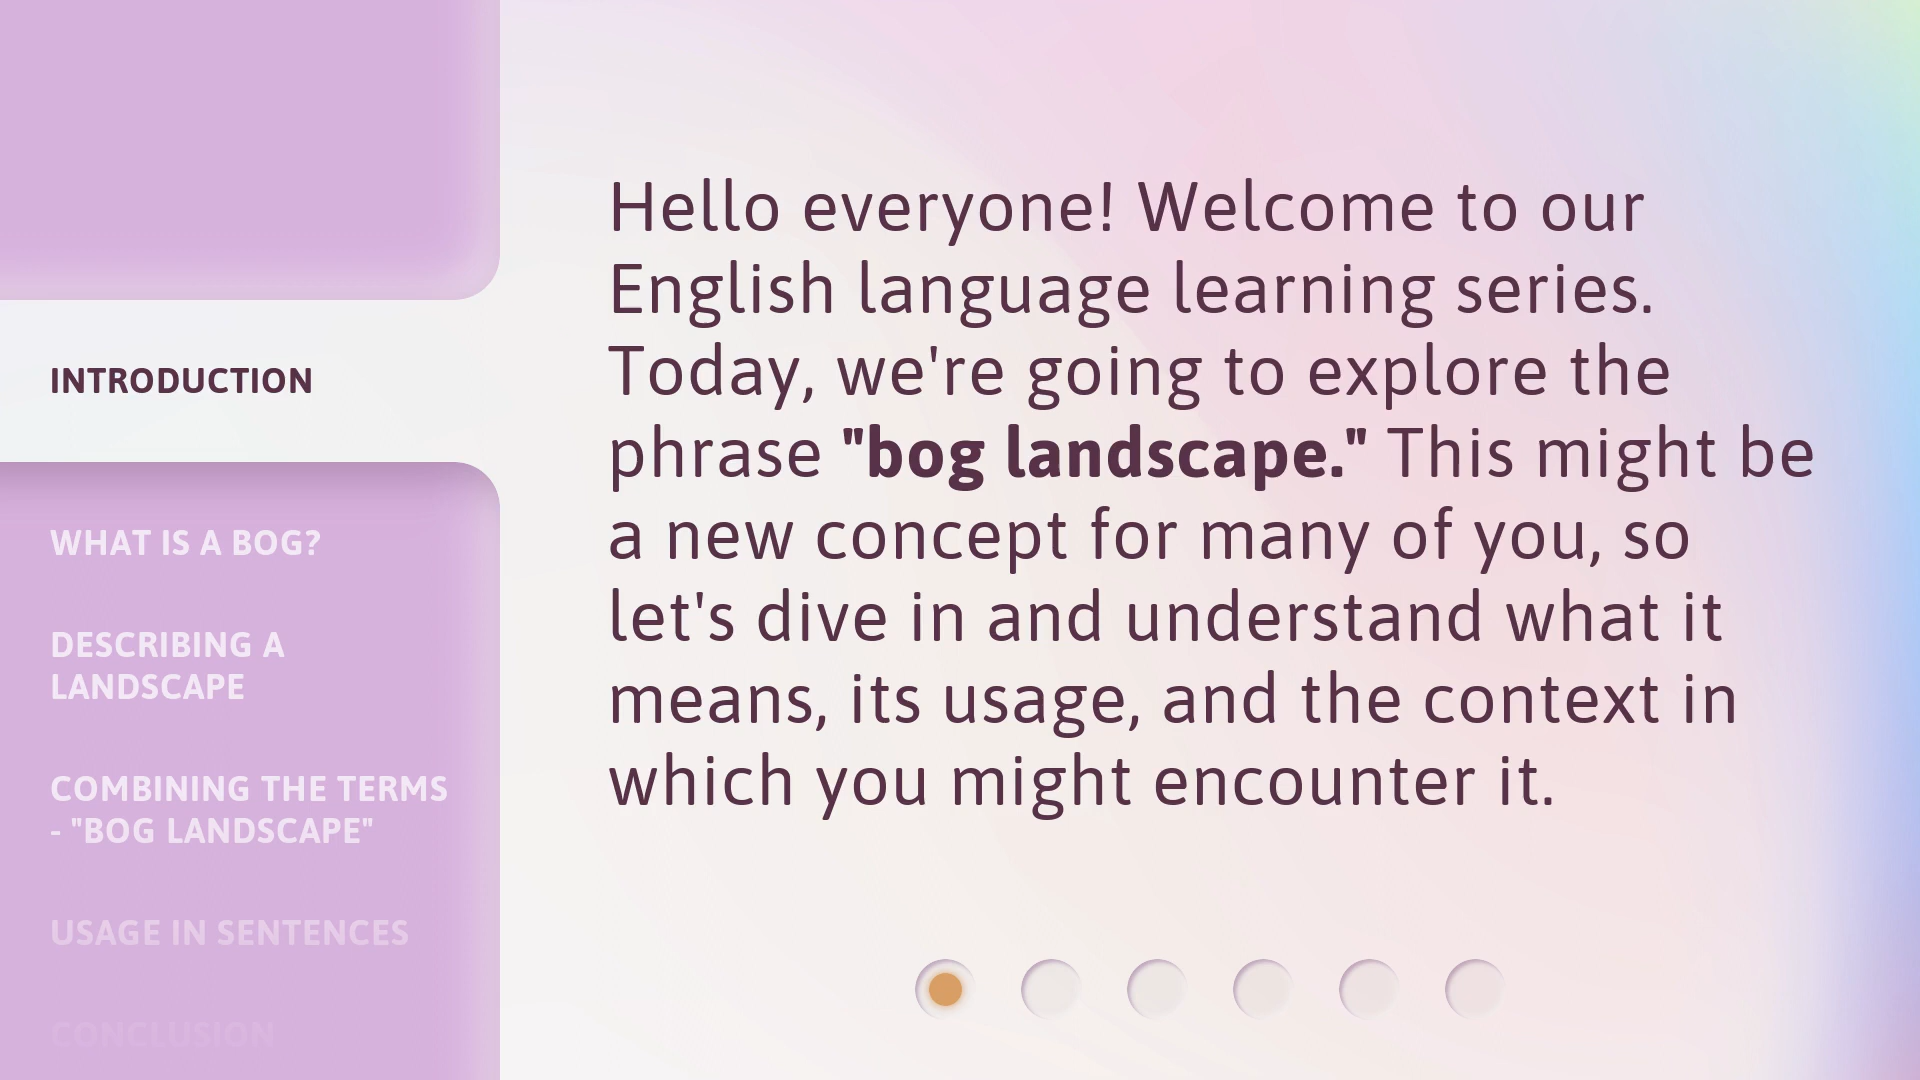 INTRODUCTION
WHAT IS A BOG?
DESCRIBING A
LANDSCAPE
COMBINING THE TERMS
- "BOG LANDSCAPE"
USAGE IN SENTENCES
CONCLUSION
Hello everyone! Welcome to our
English language learning series.
Today, we're going to explore the
phrase "bog landscape." This might be
a new concept for many of you, so
let's dive in and understand what it
means, its usage, and the context in
which you might encounter it.